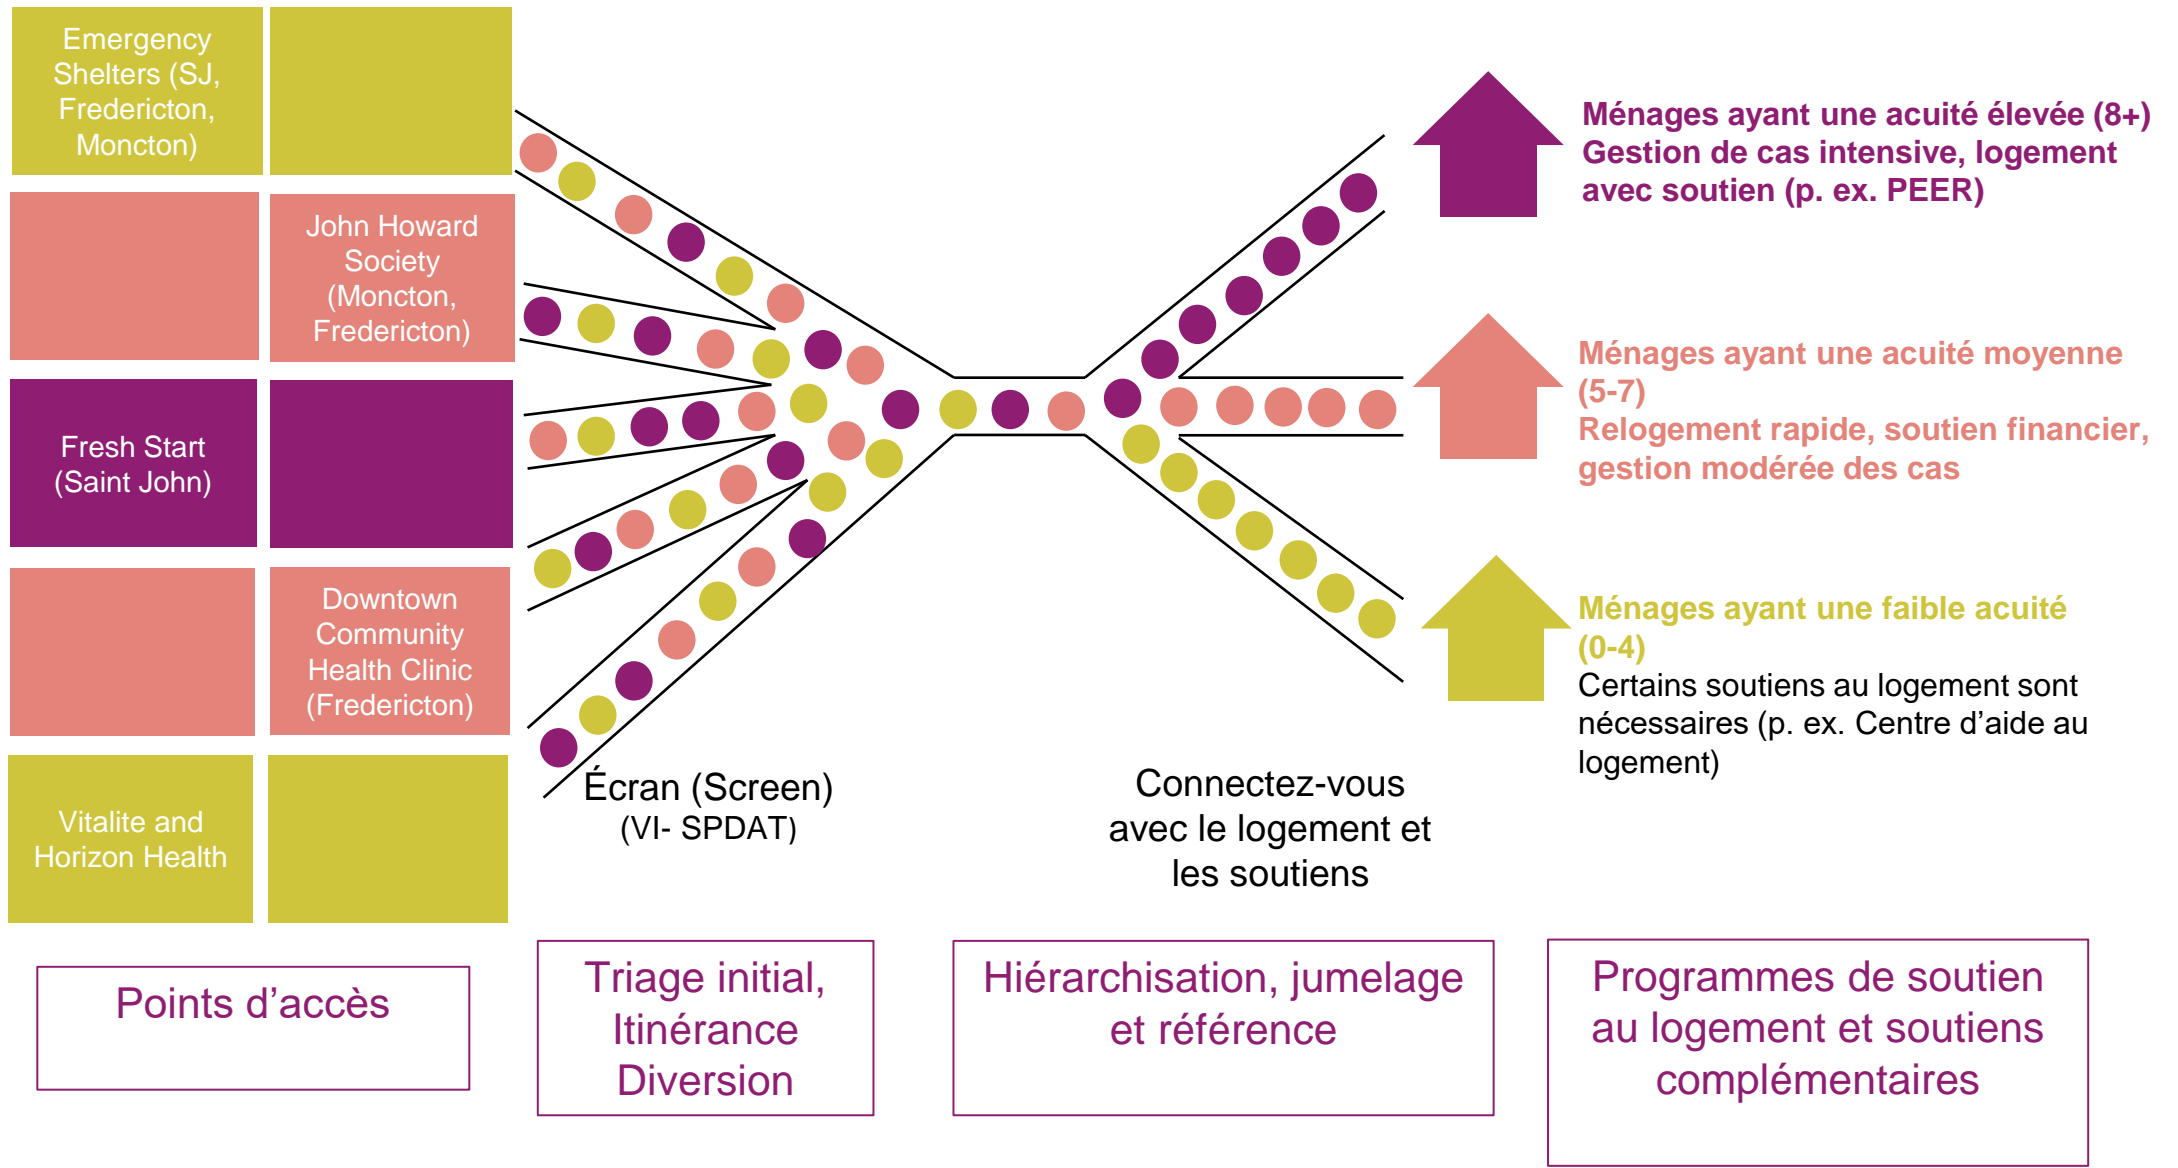 Emergency
Shelters (SJ,
Fredericton,
Moncton)
John Howard
Society
(Moncton,
Fredericton)
Fresh Start
(Saint John)
Downtown
Community
Health Clinic
(Fredericton)
Vitalite and
Horizon Health
Points d’accès
Écran (Screen)
(VI- SPDAT)
Triage initial,
Itinérance
Diversion
Connectez-vous
avec le logement et
les soutiens
Hiérarchisation, jumelage
et référence
Ménages ayant une acuité élevée (8+)
Gestion de cas intensive, logement
avec soutien (p. ex. PEER)
Ménages ayant une acuité moyenne
(5-7)
Relogement rapide, soutien financier,
gestion modérée des cas
Ménages ayant une faible acuité
(0-4)
Certains soutiens au logement sont
nécessaires (p. ex. Centre d’aide au
logement)
Programmes de soutien
au logement et soutiens
complémentaires